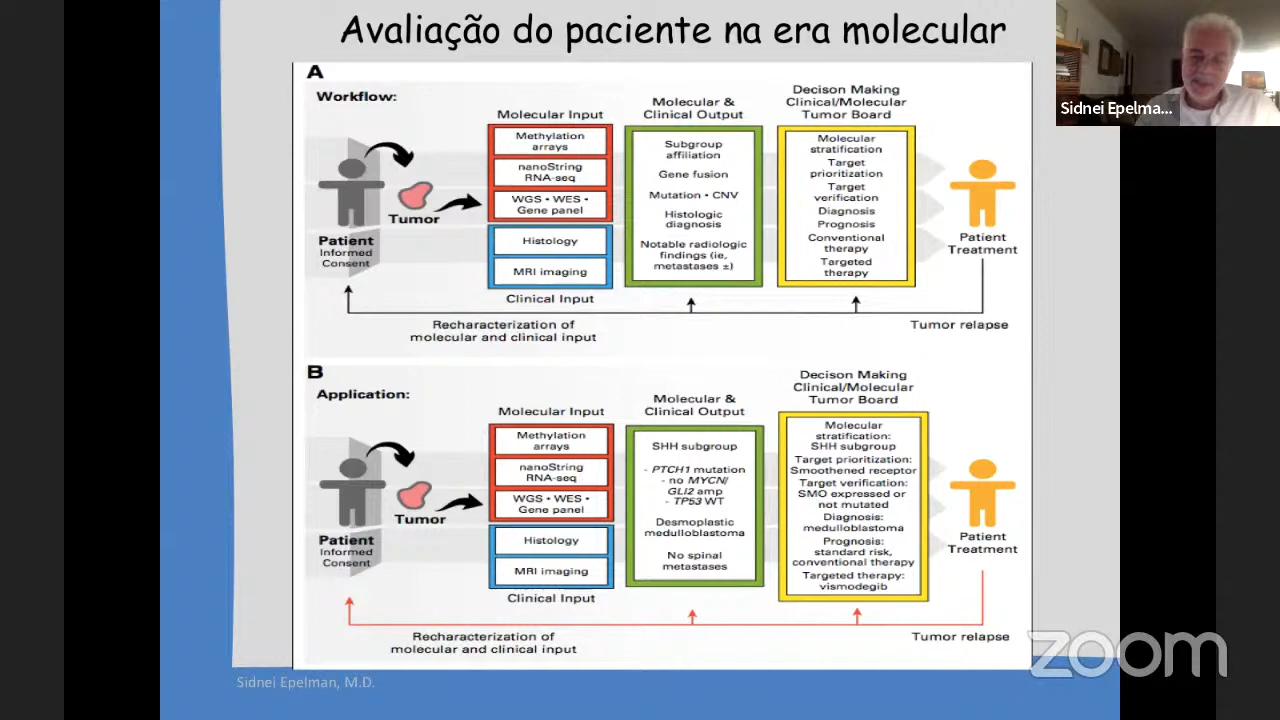 Avaliação do paciente na era molecular
Sidnei Epelma...
A
Workflow:
Patient
Informed
Consent
Tumor
Molecular Input
Methylation
arrays
nanoString
RNA-seq
WGS • WES •
Gene panel
Histology
MRI imaging
Clinical Input
Molecular &
Clinical Output
Subgroup
affiliation
Gene fusion
Mutation • CNV
Histologic
diagnosis
Notable radiologic
findings (ie,
metastases ±)
Decison Making
Clinical/Molecular
Tumor Board
Molecular
stratification
Target
prioritization
Target
verification
Diagnosis
Prognosis
Conventional
therapy
Targeted
therapy
Patient
Treatment
Recharacterization of
molecular and clinical input
Tumor relapse
B
Application:
Patient
Informed
Consent
Tumor
Molecular Input
Methylation
arrays
nanoString
RNA-seq
WGS • WES •
Gene panel
Histology
MRI imaging
Clinical Input
Molecular &
Clinical Output
SHH subgroup
- PTCH1 mutation
- no MYCN/
GLI2 amp
- TP53 WT
Desmoplastic
medulloblastoma
No spinal
metastases
Decison Making
Clinical/Molecular
Tumor Board
Molecular
stratification:
SHH subgroup
Target prioritization:
Smoothened receptor
Target verification:
SMO expressed or
not mutated
Diagnosis:
medulloblastoma
Prognosis:
standard risk,
conventional therapy
Targeted therapy:
vismodegib
Patient
Treatment
Recharacterization of
molecular and clinical input
Tumor relapse
Sidnei Epelman, M.D.
zoom